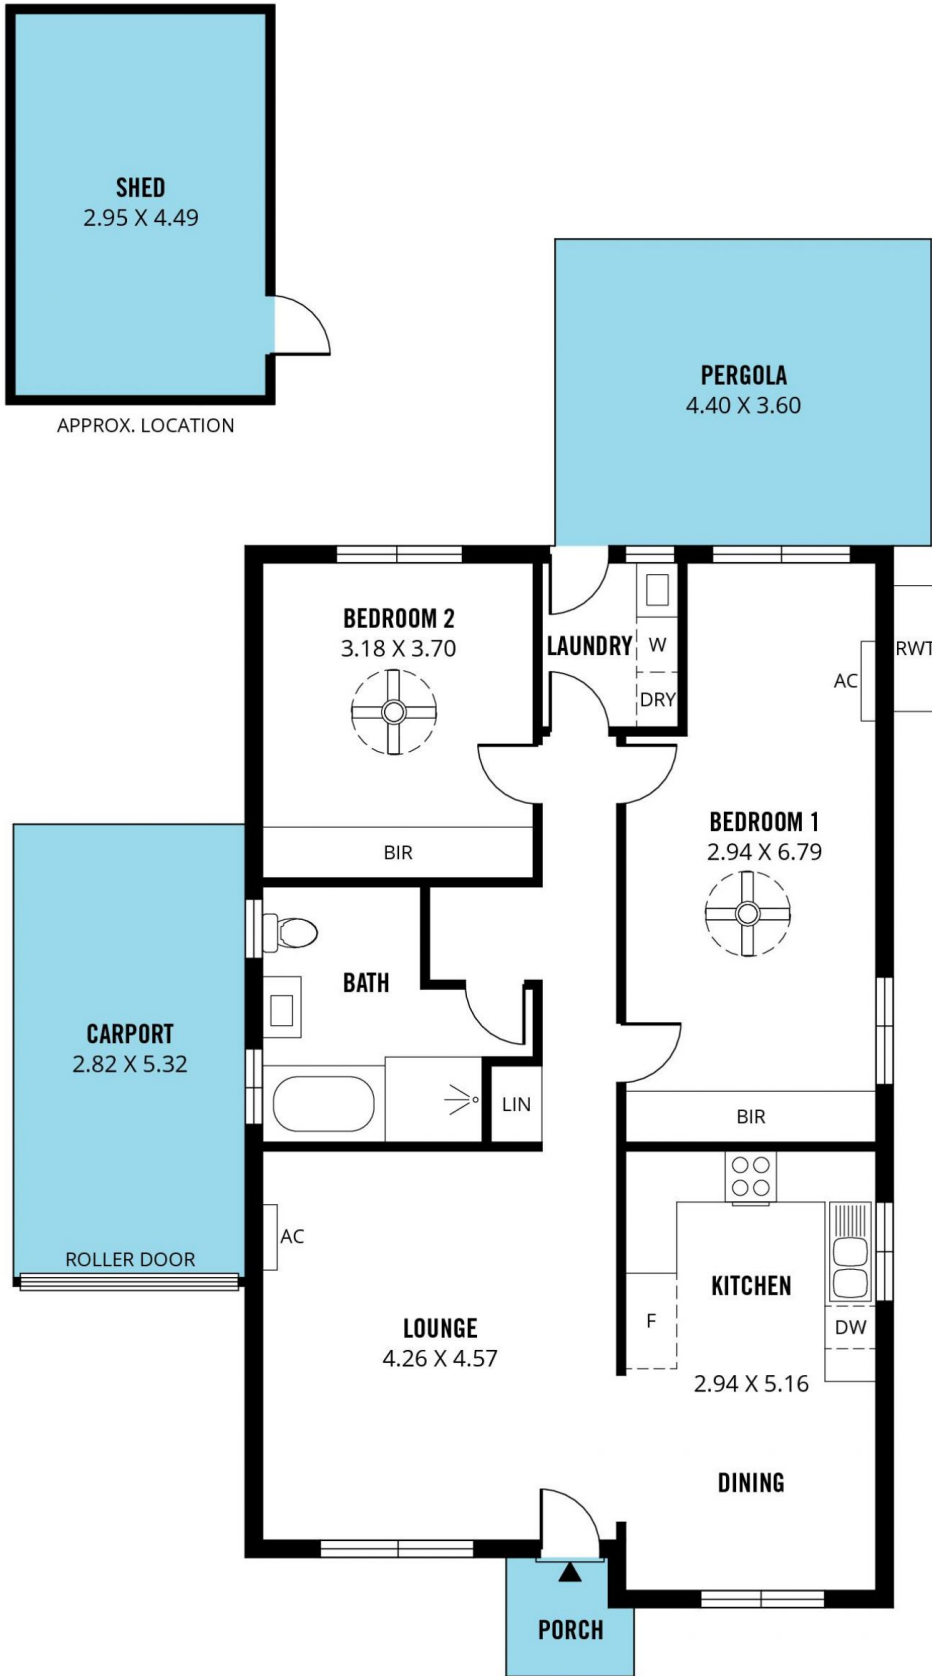 SHED
2.95 X 4.49
APPROX. LOCATION
PERGOLA
4.40 X 3.60
BEDROOM 2
3.18 X 3.70
LAUNDRY
W
DRY
AC
RWT
BIR
BEDROOM 1
2.94 X 6.79
BATH
CARPORT
2.82 X 5.32
LIN
BIR
AC
ROLLER DOOR
KITCHEN
LOUNGE
4.26 X 4.57
F
DW
2.94 X 5.16
DINING
PORCH